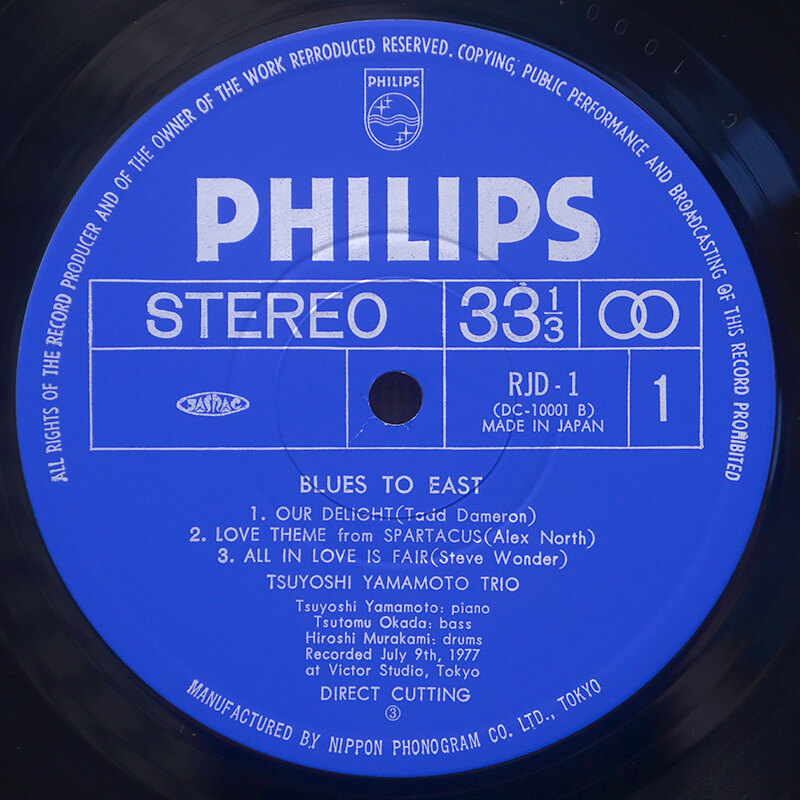 ALL RIGHTS OF THE RECORD PRODUCER AND OF THE OWNER OF THE WORK REPRODUCED RESERVED. COPYING, PUBLIC PERFORMANCE AND BROADCASTING OF THIS RECORD PROHIBITED
PHILIPS
PHILIPS
STEREO 33 1/3
JASRAC
RJD-1
(DC-10001 B)
MADE IN JAPAN
1
BLUES TO EAST
1. OUR DELIGHT(Tadd Dameron)
2. LOVE THEME from SPARTACUS(Alex North)
3. ALL IN LOVE IS FAIR(Steve Wonder)
TSUYOSHI YAMAMOTO TRIO
Tsuyoshi Yamamoto: piano
Tsutomu Okada: bass
Hiroshi Murakami: drums
Recorded July 9th, 1977
at Victor Studio, Tokyo
DIRECT CUTTING
③
MANUFACTURED BY NIPPON PHONOGRAM CO. LTD., TOKYO